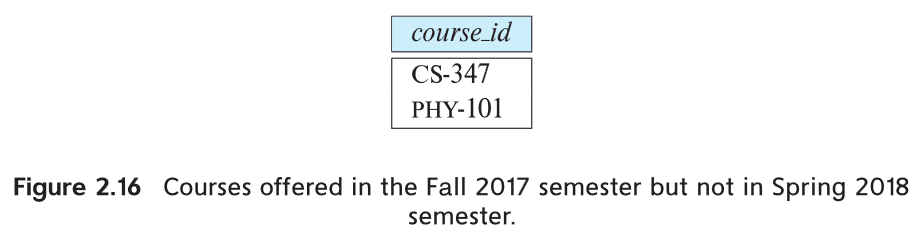 course_id
CS-347
PHY-101
Figure 2.16 Courses offered in the Fall 2017 semester but not in Spring 2018
semester.